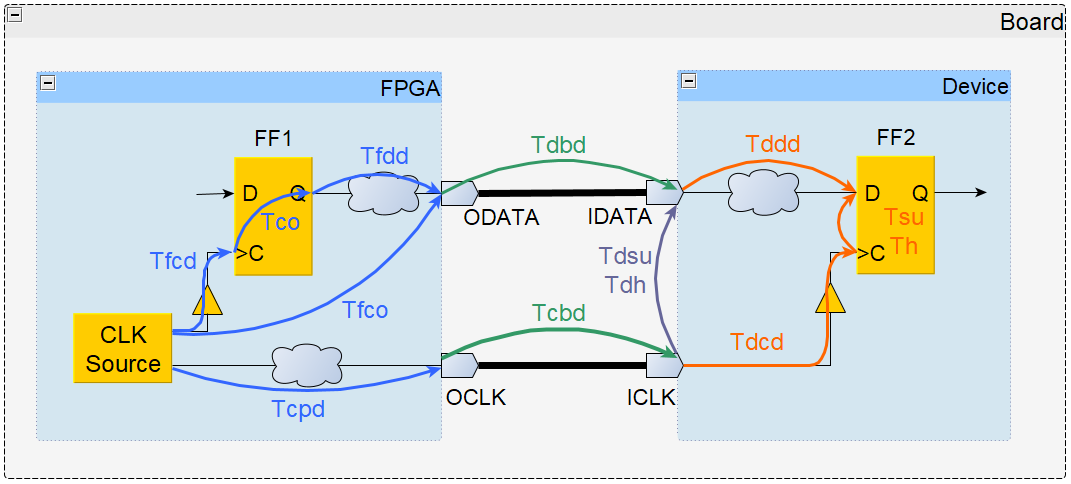 Board
FPGA
Device
FF1
FF2
Tfdd
Tdbd
Tddd
D
Q
Tco
>C
ODATA
IDATA
D
Q
Tsu
Th
>C
Tfcd
Tdsu
Tdh
Tfco
Tcbd
Tdcd
CLK
Source
Tcpd
OCLK
ICLK